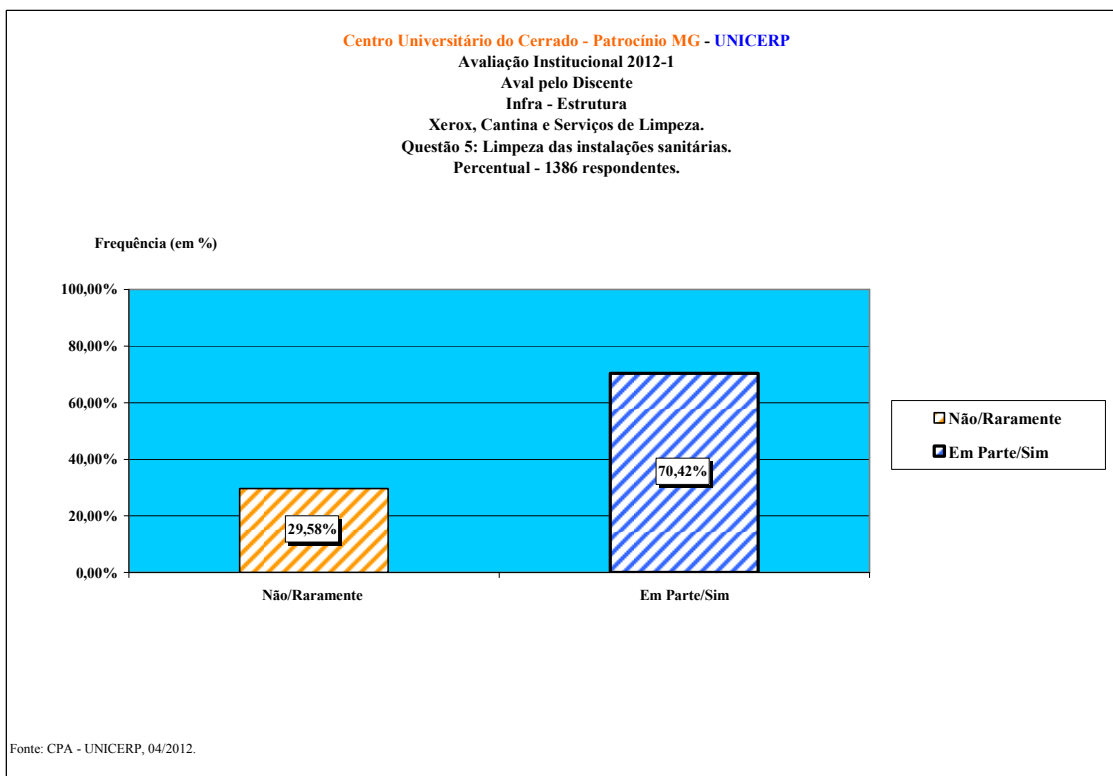 Centro Universitário do Cerrado - Patrocínio MG - UNICERP
Avaliação Institucional 2012-1
Aval pelo Discente
Infra - Estrutura
Xerox, Cantina e Serviços de Limpeza.
Questão 5: Limpeza das instalações sanitárias.
Percentual - 1386 respondentes.
Frequência (em %)
100,00%
80,00%
60,00%
40,00%
20,00%
0,00%
29,58%
70,42%
Não/Raramente
Em Parte/Sim
Não/Raramente
Em Parte/Sim
Fonte: CPA - UNICERP, 04/2012.